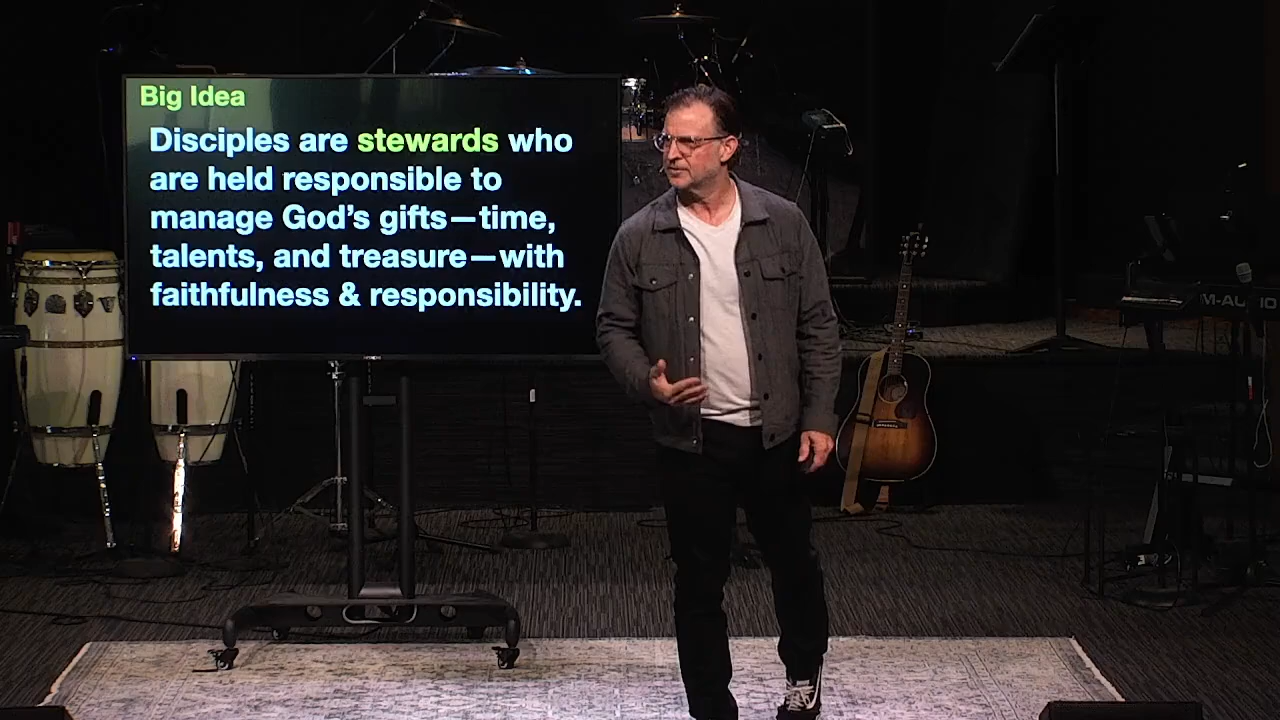 Big Idea
Disciples are stewards who
are held responsible to
manage God's gifts—time,
talents, and treasure—with
faithfulness & responsibility.
M-AUDIO